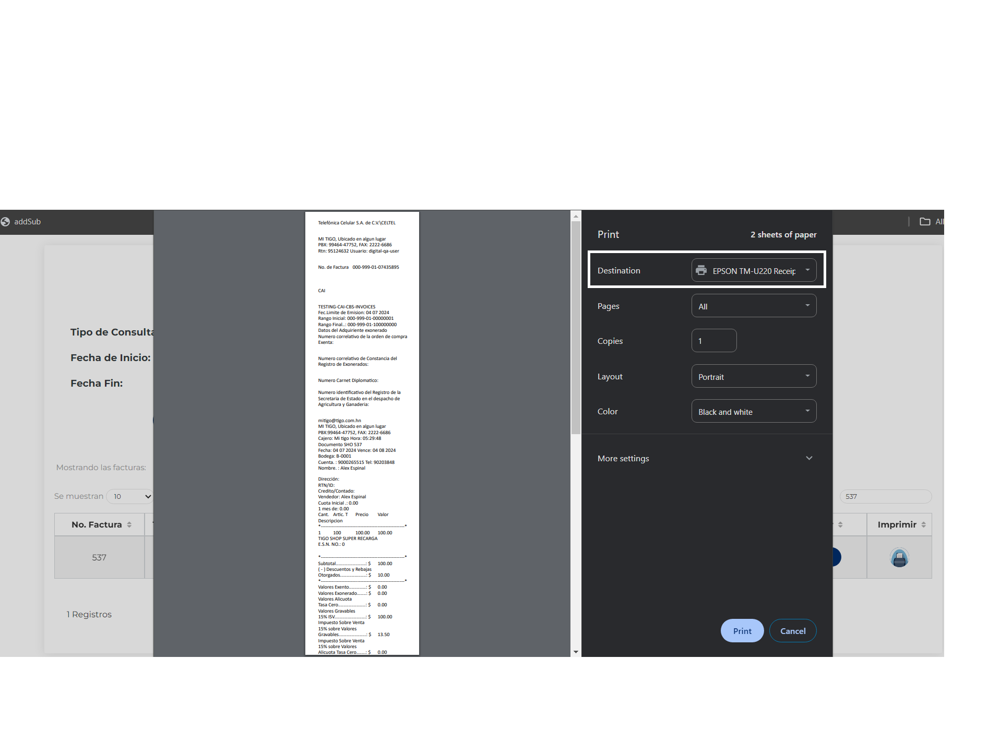 addSub
All
Tipo de Consulta
Fecha de Inicio:
Fecha Fin:
Mostrando las facturas:
Se muestran 10
No. Factura
537
1 Registros
Telefónica Celular S.A. de C.V.\CELTEL
MI TIGO, Ubicado en algun lugar
PBX: 99464-47752, FAX: 2222-6686
Rtn: 95124632 Usuario: digital-qa-user
No. de Factura 000-999-01-07435895
CAI
TESTING-CAI-CBS-INVOICES
Fec.Limite de Emision: 04 07 2024
Rango Inicial: 000-999-01-00000001
Rango Final..: 000-999-01-100000000
Datos del Adquiriente exonerado
Numero correlativo de la orden de compra
Exenta:
Numero correlativo de Constancia del
Registro de Exonerados:
Numero Carnet Diplomatico:
Numero identificativo del Registro de la
Secretaria de Estado en el despacho de
Agricultura y Ganaderia:
mitigo@tigo.com.hn
MI TIGO, Ubicado en algun lugar
PBX:99464-47752, FAX: 2222-6686
Cajero: Mi tigo Hora: 05:29:48
Documento SHO 537
Fecha: 04 07 2024 Vence: 04 08 2024
Bodega: B-0001
Cuenta. : 9000265515 Tel: 90203848
Nombre. : Alex Espinal
Dirección:
RTN/ID:
Credito/Contado:
Vendedor: Alex Espinal
Cuota Inicial .: 0.00
1 mes de: 0.00
Cant. Artic. T Precio Valor
Descripcion
*------------------------------------------------------*
1 100 100.00 100.00
TIGO SHOP SUPER RECARGA
E.S.N. NO.: 0
*------------------------------------------------------*
Subtotal.......................: $ 100.00
( - ) Descuentos y Rebajas
Otorgados....................: $ 10.00
*------------------------------------------------------*
Valores Exento.............: $ 0.00
Valores Exonerado.......: $ 0.00
Valores Alicuota
Tasa Cero.....................: $ 0.00
Valores Gravables
15% ISV........................: $ 100.00
Impuesto Sobre Venta
15% sobre Valores
Gravables.....................: $ 13.50
Impuesto Sobre Venta
15% sobre Valores
Alicuota Tasa Cero.......: $ 0.00
Print 2 sheets of paper
Destination EPSON TM-U220 Receip
Pages All
Copies 1
Layout Portrait
Color Black and white
More settings
Print Cancel
537
Imprimir